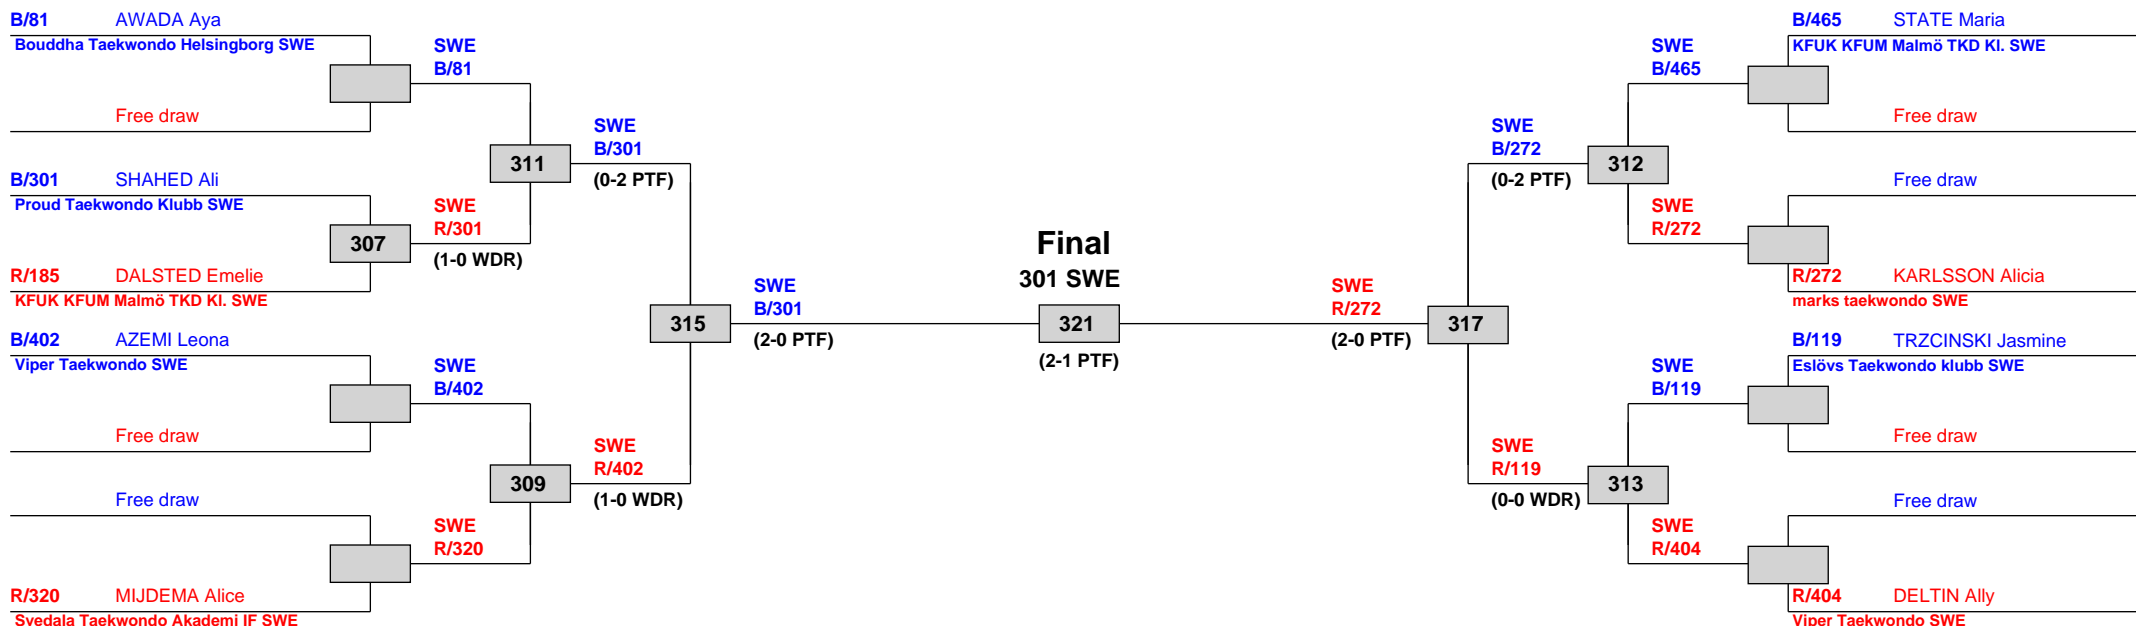 B/81 AWADA Aya
Bouddha Taekwondo Helsingborg SWE
SWE
B/81
Free draw
SWE
B/301
311
(0-2 PTF)
B/301 SHAHED Ali
Proud Taekwondo Klubb SWE
SWE
R/301
307
(1-0 WDR)
R/185 DALSTED Emelie
KFUK KFUM Malmö TKD Kl. SWE
SWE
B/301
315
(2-0 PTF)
B/402 AZEMI Leona
Viper Taekwondo SWE
SWE
B/402
Free draw
SWE
R/402
309
(1-0 WDR)
Free draw
SWE
R/320
R/320 MIJDEMA Alice
Svedala Taekwondo Akademi IF SWE
Final
301 SWE
321
(2-1 PTF)
B/465 STATE Maria
KFUK KFUM Malmö TKD Kl. SWE
SWE
B/465
Free draw
SWE
B/272
312
(0-2 PTF)
Free draw
SWE
R/272
R/272 KARLSSON Alicia
marks taekwondo SWE
SWE
R/272
317
(2-0 PTF)
B/119 TRZCINSKI Jasmine
Eslövs Taekwondo klubb SWE
SWE
B/119
Free draw
SWE
R/119
313
(0-0 WDR)
Free draw
SWE
R/404
R/404 DELTIN Ally
Viper Taekwondo SWE